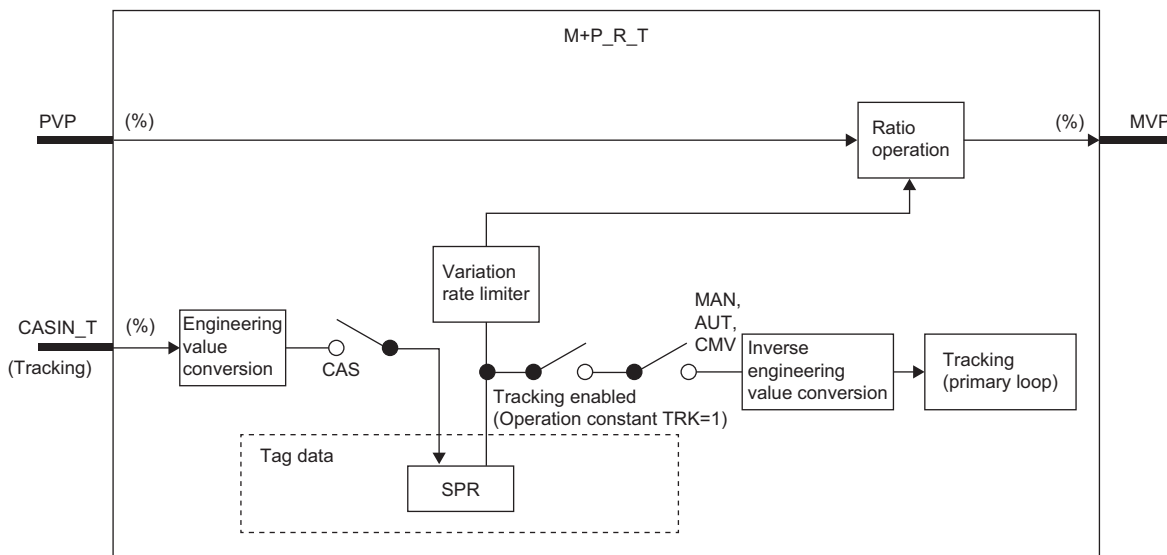 M+P_R_T
PVP
(%)
Ratio
operation
(%)
MVP
Variation
rate limiter
CASIN_T
(Tracking)
(%)
Engineering
value
conversion
CAS
MAN,
AUT,
CMV
Tracking enabled
(Operation constant TRK=1)
Inverse
engineering
value conversion
Tracking
(primary loop)
Tag data
SPR